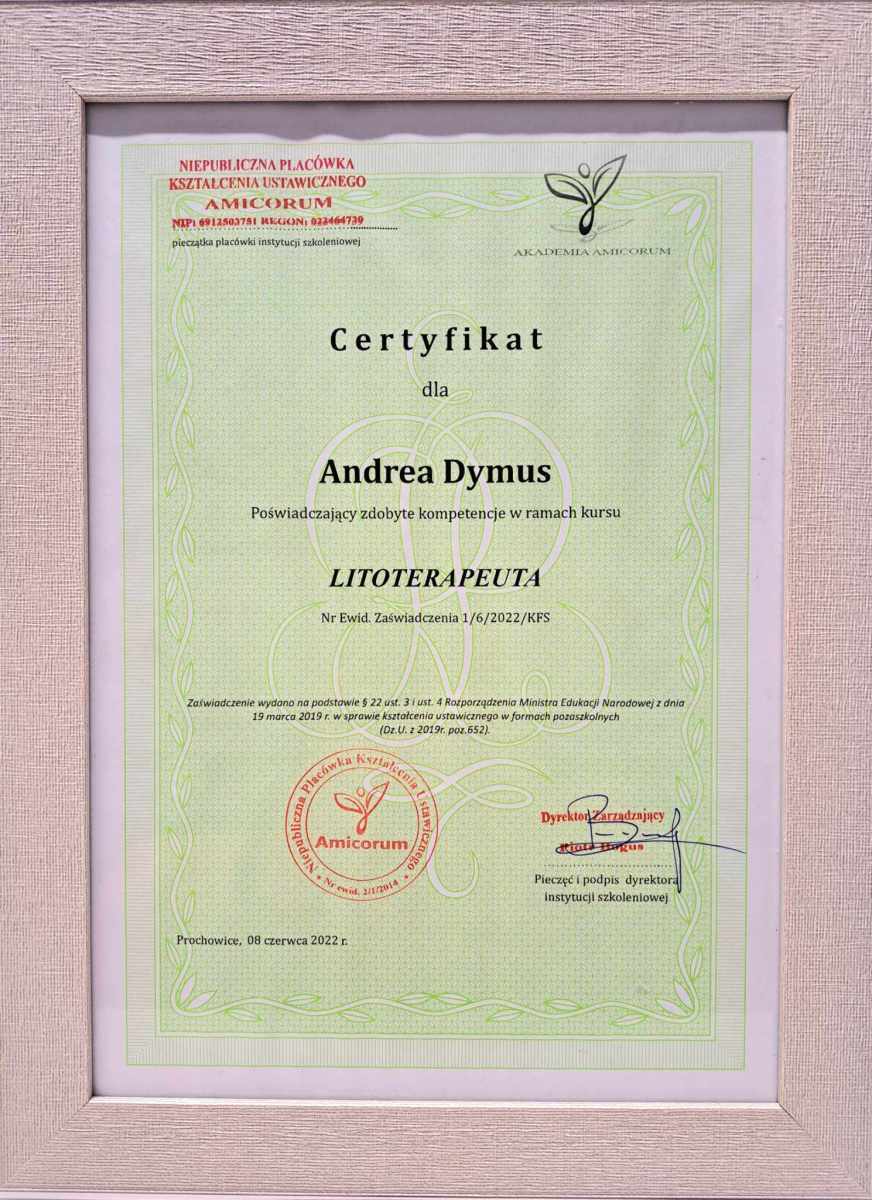 NIEPUBLICZNA PLACÓWKA
KSZTAŁCENIA USTAWICZNEGO
AMICORUM
NIP: 6912503751 REGON: 022464739
pieczątka placówki instytucji szkoleniowej
AKADEMIA AMICORUM
Certyfikat
dla
Andrea Dymus
Poświadczający zdobyte kompetencje w ramach kursu
LITOTERAPEUTA
Nr Ewid. Zaświadczenia 1/6/2022/KFS
Zaświadczenie wydano na podstawie § 22 ust. 3 i ust. 4 Rozporządzenia Ministra Edukacji Narodowej z dnia
19 marca 2019 r. w sprawie kształcenia ustawicznego w formach pozaszkolnych
(Dz.U. z 2019r. poz.652).
Niepubliczna Placówka Kształcenia Ustawicznego
Amicorum
Nr ewid. 2/1/2014
Dyrektor Zarządzający
Piotr Bogus
Pieczęć i podpis dyrektora
instytucji szkoleniowej
Prochowice, 08 czerwca 2022 r.